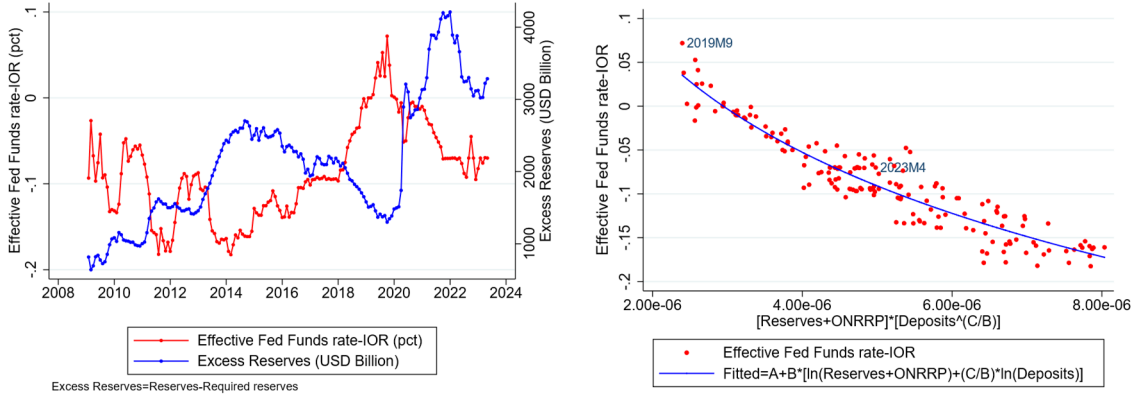 Effective Fed Funds rate-IOR (pct)
.1
0
-.1
-.2
4000
3000
2000
1000
Excess Reserves (USD Billion)
2008 2010 2012 2014 2016 2018 2020 2022 2024
Effective Fed Funds rate-IOR (pct)
Excess Reserves (USD Billion)
Excess Reserves=Reserves-Required reserves
Effective Fed Funds rate-IOR
.1
.05
0
-.05
-.1
-.15
-.2
2019M9
2023M4
2.00e-06 4.00e-06 6.00e-06 8.00e-06
[Reserves+ONRRP]*[Deposits^(C/B)]
Effective Fed Funds rate-IOR
Fitted=A+B*[ln(Reserves+ONRRP)+(C/B)*ln(Deposits)]